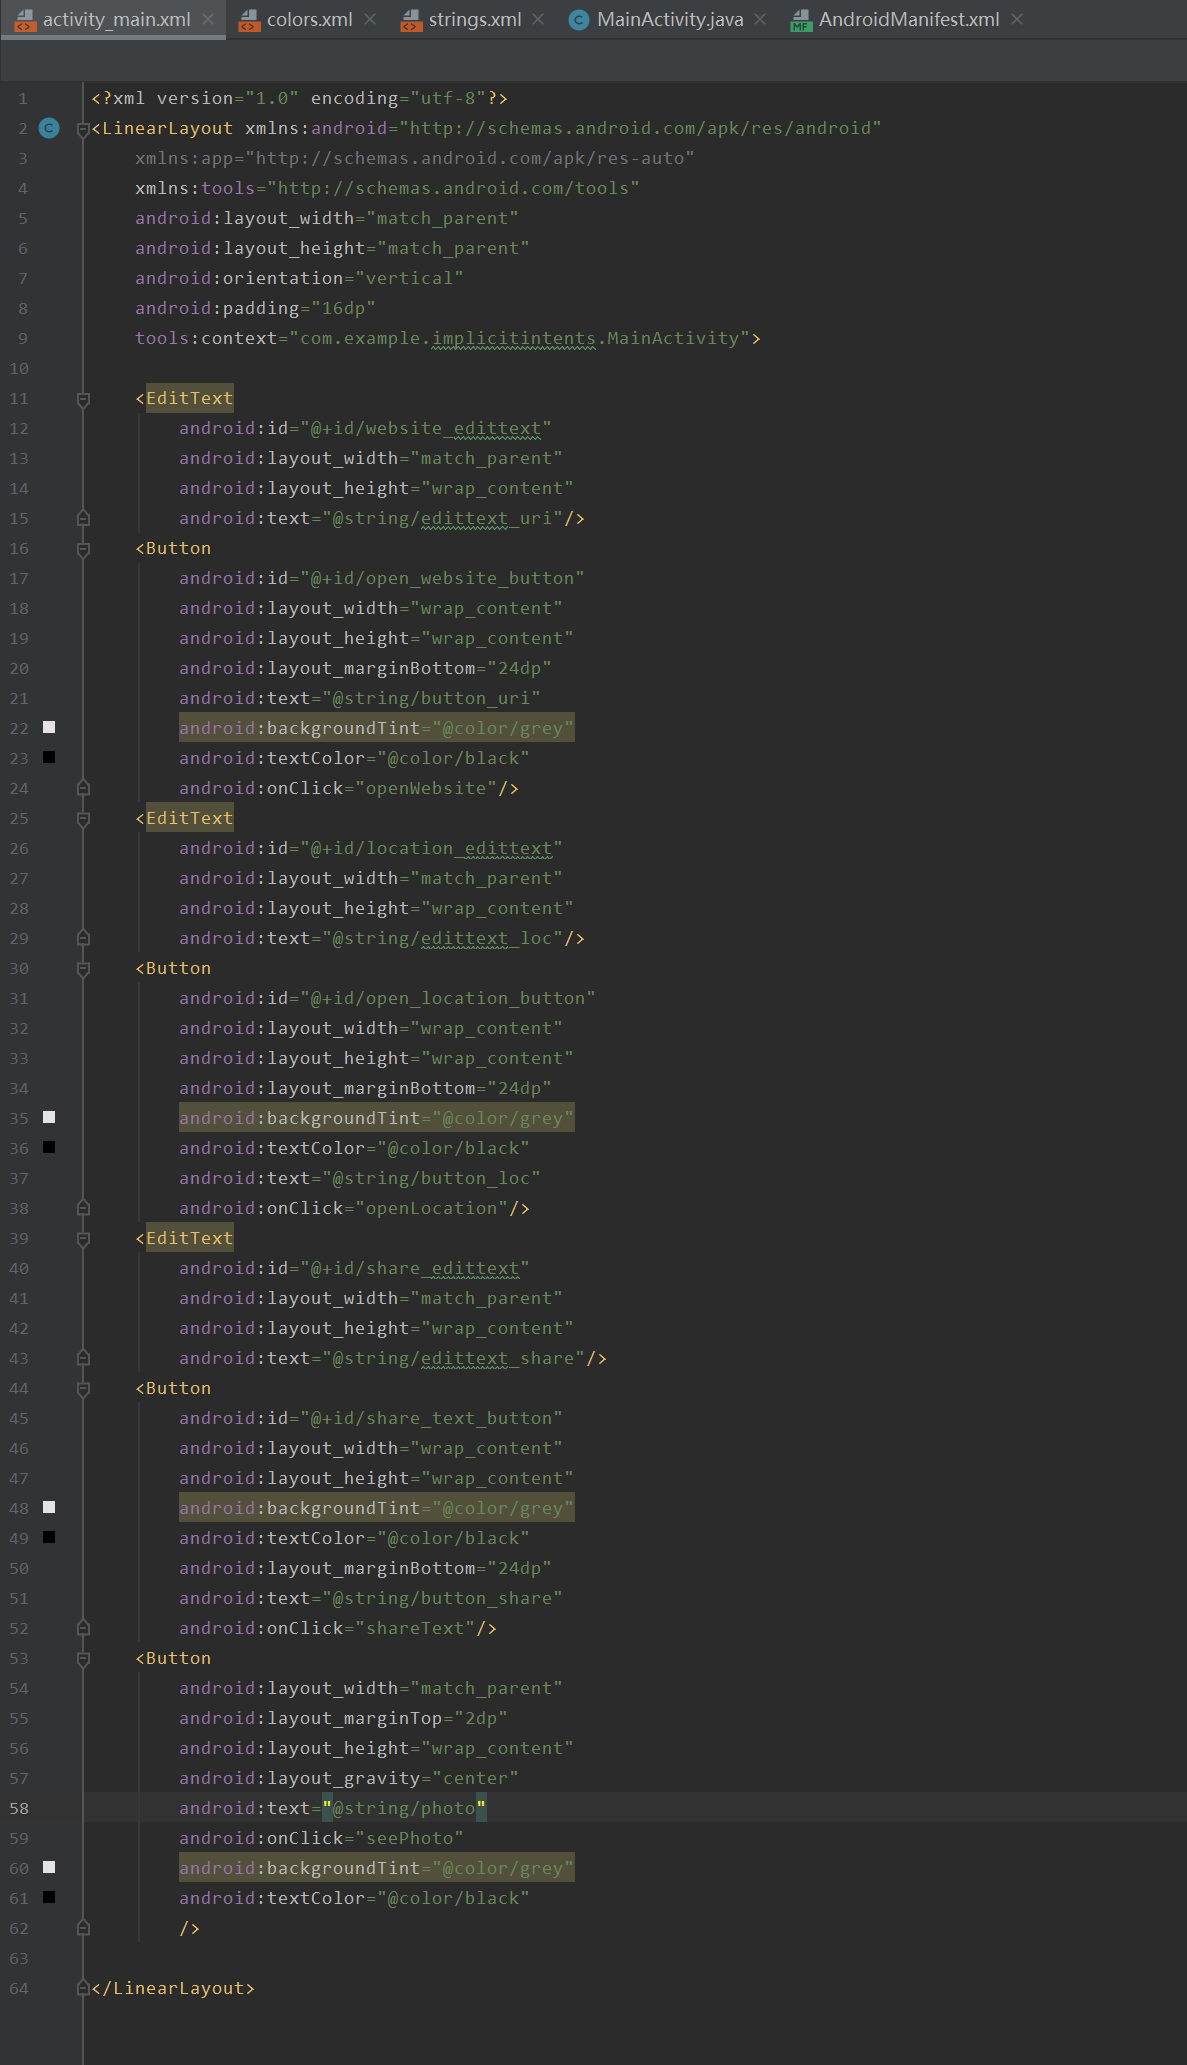 activity_main.xml colors.xml strings.xml MainActivity.java AndroidManifest.xml
1 <?xml version="1.0" encoding="utf-8"?>
2 <LinearLayout xmlns:android="http://schemas.android.com/apk/res/android"
3 xmlns:app="http://schemas.android.com/apk/res-auto"
4 xmlns:tools="http://schemas.android.com/tools"
5 android:layout_width="match_parent"
6 android:layout_height="match_parent"
7 android:orientation="vertical"
8 android:padding="16dp"
9 tools:context="com.example.implicitintents.MainActivity">
10
11 <EditText
12 android:id="@+id/website_edittext"
13 android:layout_width="match_parent"
14 android:layout_height="wrap_content"
15 android:text="@string/edittext_uri"/>
16 <Button
17 android:id="@+id/open_website_button"
18 android:layout_width="wrap_content"
19 android:layout_height="wrap_content"
20 android:layout_marginBottom="24dp"
21 android:text="@string/button_uri"
22 android:backgroundTint="@color/grey"
23 android:textColor="@color/black"
24 android:onClick="openWebsite"/>
25 <EditText
26 android:id="@+id/location_edittext"
27 android:layout_width="match_parent"
28 android:layout_height="wrap_content"
29 android:text="@string/edittext_loc"/>
30 <Button
31 android:id="@+id/open_location_button"
32 android:layout_width="wrap_content"
33 android:layout_height="wrap_content"
34 android:layout_marginBottom="24dp"
35 android:backgroundTint="@color/grey"
36 android:textColor="@color/black"
37 android:text="@string/button_loc"
38 android:onClick="openLocation"/>
39 <EditText
40 android:id="@+id/share_edittext"
41 android:layout_width="match_parent"
42 android:layout_height="wrap_content"
43 android:text="@string/edittext_share"/>
44 <Button
45 android:id="@+id/share_text_button"
46 android:layout_width="wrap_content"
47 android:layout_height="wrap_content"
48 android:backgroundTint="@color/grey"
49 android:textColor="@color/black"
50 android:layout_marginBottom="24dp"
51 android:text="@string/button_share"
52 android:onClick="shareText"/>
53 <Button
54 android:layout_width="match_parent"
55 android:layout_marginTop="2dp"
56 android:layout_height="wrap_content"
57 android:layout_gravity="center"
58 android:text="@string/photo"
59 android:onClick="seePhoto"
60 android:backgroundTint="@color/grey"
61 android:textColor="@color/black"
62 />
63
64 </LinearLayout>